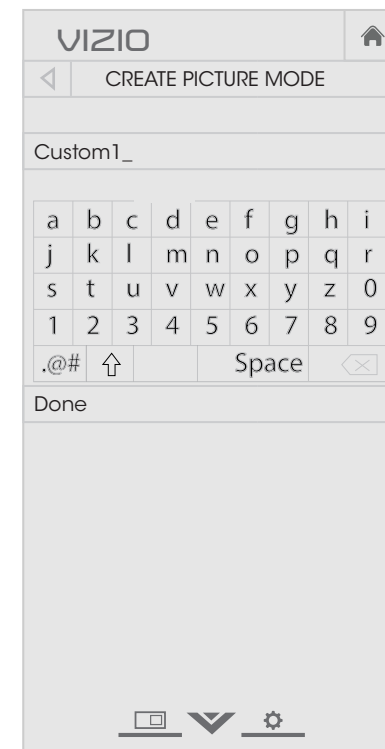 VIZIO
CREATE PICTURE MODE
Custom1_
a b c d e f g h i
j k l m n o p q r
s t u v w x y z 0
1 2 3 4 5 6 7 8 9
.@# Space
Done